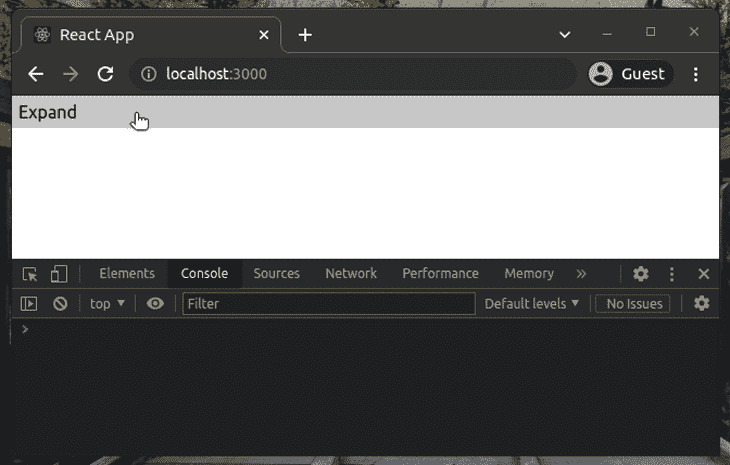 React App
localhost:3000
Guest
Expand
Elements Console Sources Network Performance Memory
top Filter Default levels No Issues